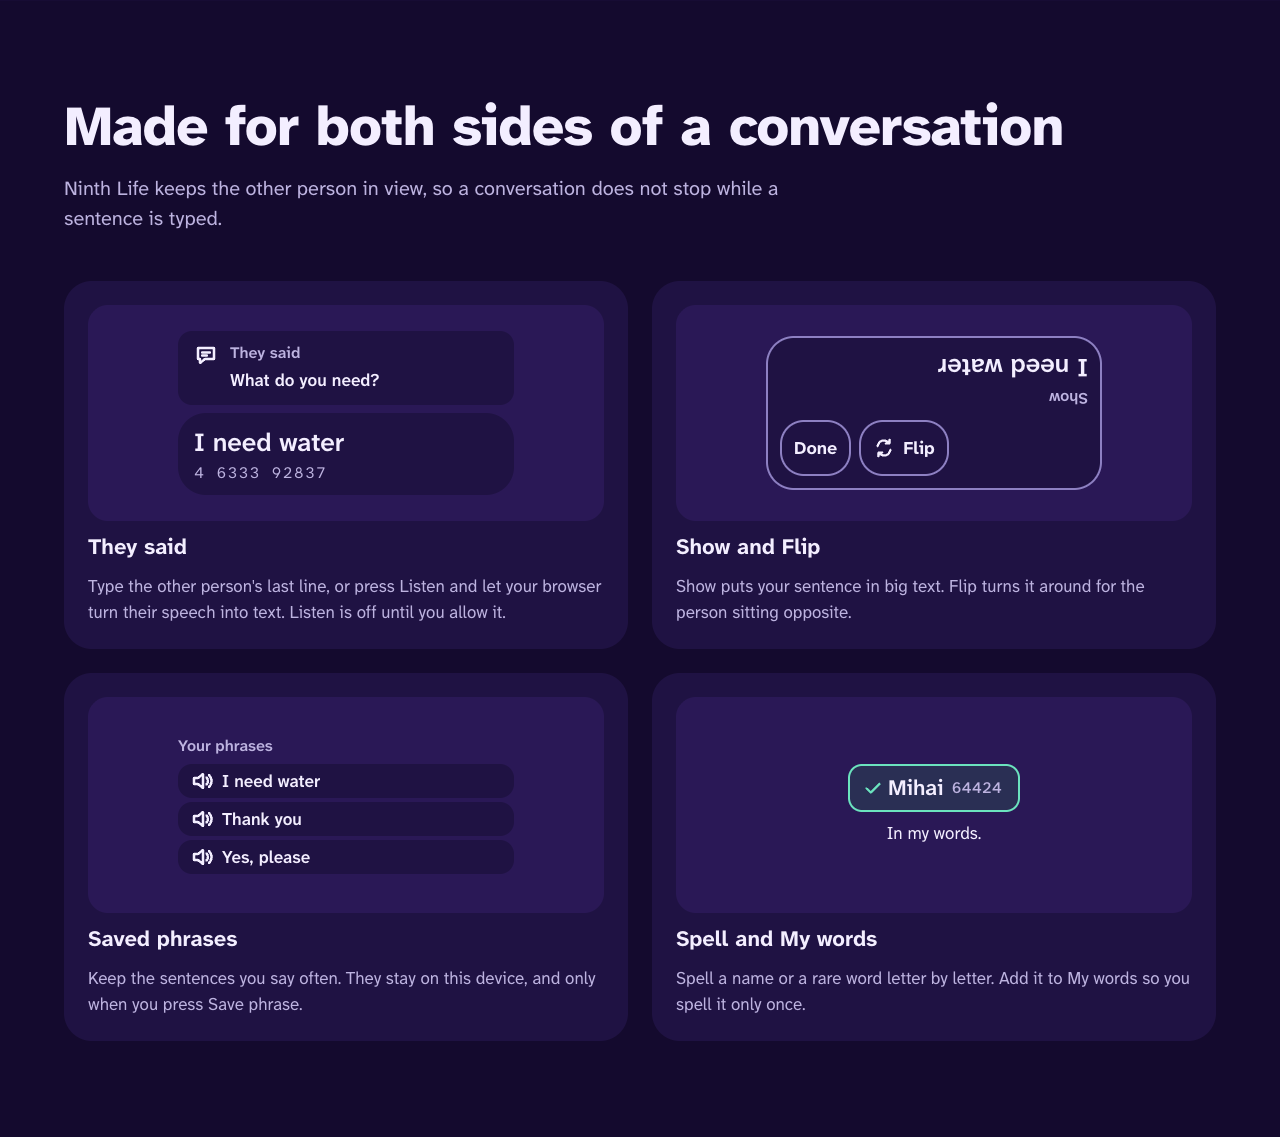 Made for both sides of a conversation
Ninth Life keeps the other person in view, so a conversation does not stop while a
sentence is typed.
They said
What do you need?
I need water
4 6333 92837
They said
Type the other person's last line, or press Listen and let your browser
turn their speech into text. Listen is off until you allow it.
I need water
Show
Done
Flip
Show and Flip
Show puts your sentence in big text. Flip turns it around for the
person sitting opposite.
Your phrases
I need water
Thank you
Yes, please
Saved phrases
Keep the sentences you say often. They stay on this device, and only
when you press Save phrase.
Mihai 64424
In my words.
Spell and My words
Spell a name or a rare word letter by letter. Add it to My words so you
spell it only once.